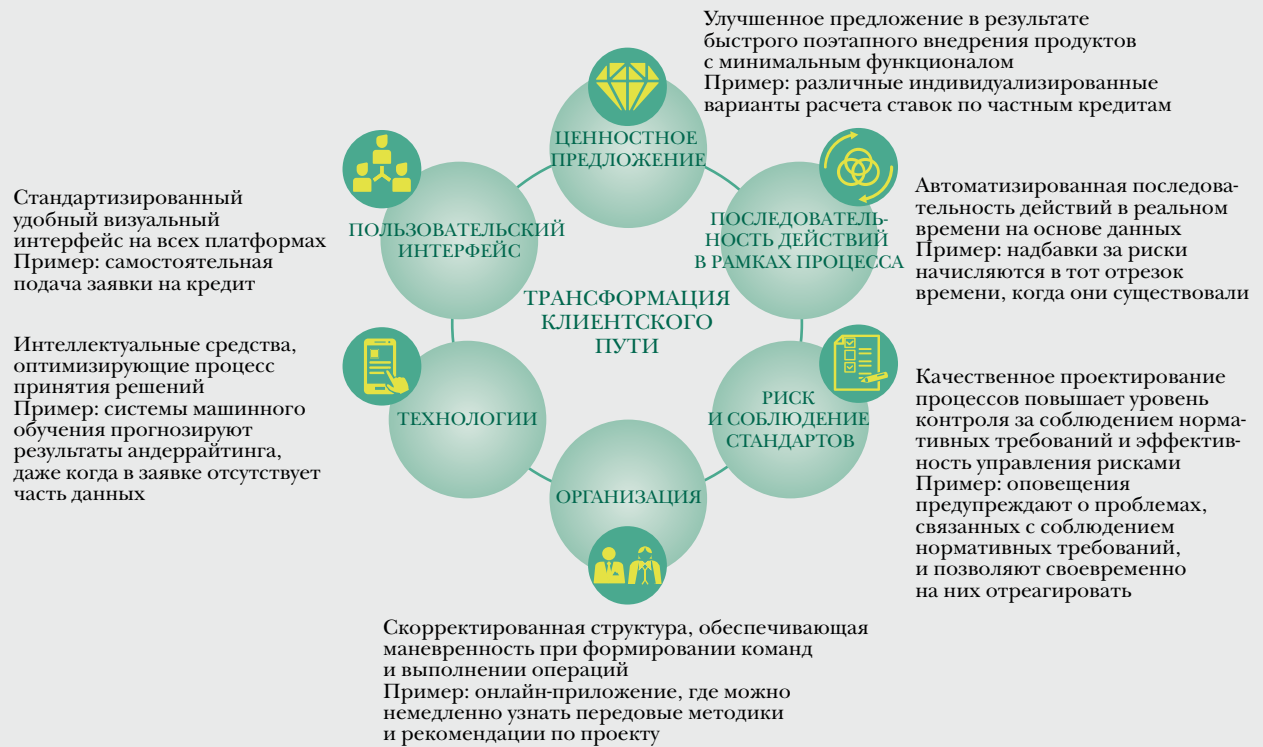 Улучшенное предложение в результате
быстрого поэтапного внедрения продуктов
с минимальным функционалом
Пример: различные индивидуализированные
варианты расчета ставок по частным кредитам
ЦЕННОСТНОЕ
ПРЕДЛОЖЕНИЕ
Стандартизированный
удобный визуальный
интерфейс на всех платформах
Пример: самостоятельная
подача заявки на кредит
ПОЛЬЗОВАТЕЛЬСКИЙ
ИНТЕРФЕЙС
ПОСЛЕДОВАТЕЛЬ-
НОСТЬ ДЕЙСТВИЙ
В РАМКАХ ПРОЦЕССА
Автоматизированная последова-
тельность действий в реальном
времени на основе данных
Пример: надбавки за риски
начисляются в тот отрезок
времени, когда они существовали
ТРАНСФОРМАЦИЯ
КЛИЕНТСКОГО
ПУТИ
Интеллектуальные средства,
оптимизирующие процесс
принятия решений
Пример: системы машинного
обучения прогнозируют
результаты андеррайтинга,
даже когда в заявке отсутствует
часть данных
ТЕХНОЛОГИИ
РИСК
И СОБЛЮДЕНИЕ
СТАНДАРТОВ
Качественное проектирование
процессов повышает уровень
контроля за соблюдением норма-
тивных требований и эффектив-
ность управления рисками
Пример: оповещения
предупреждают о проблемах,
связанных с соблюдением
нормативных требований,
и позволяют своевременно
на них отреагировать
ОРГАНИЗАЦИЯ
Скорректированная структура, обеспечивающая
маневренность при формировании команд
и выполнении операций
Пример: онлайн-приложение, где можно
немедленно узнать передовые методики
и рекомендации по проекту